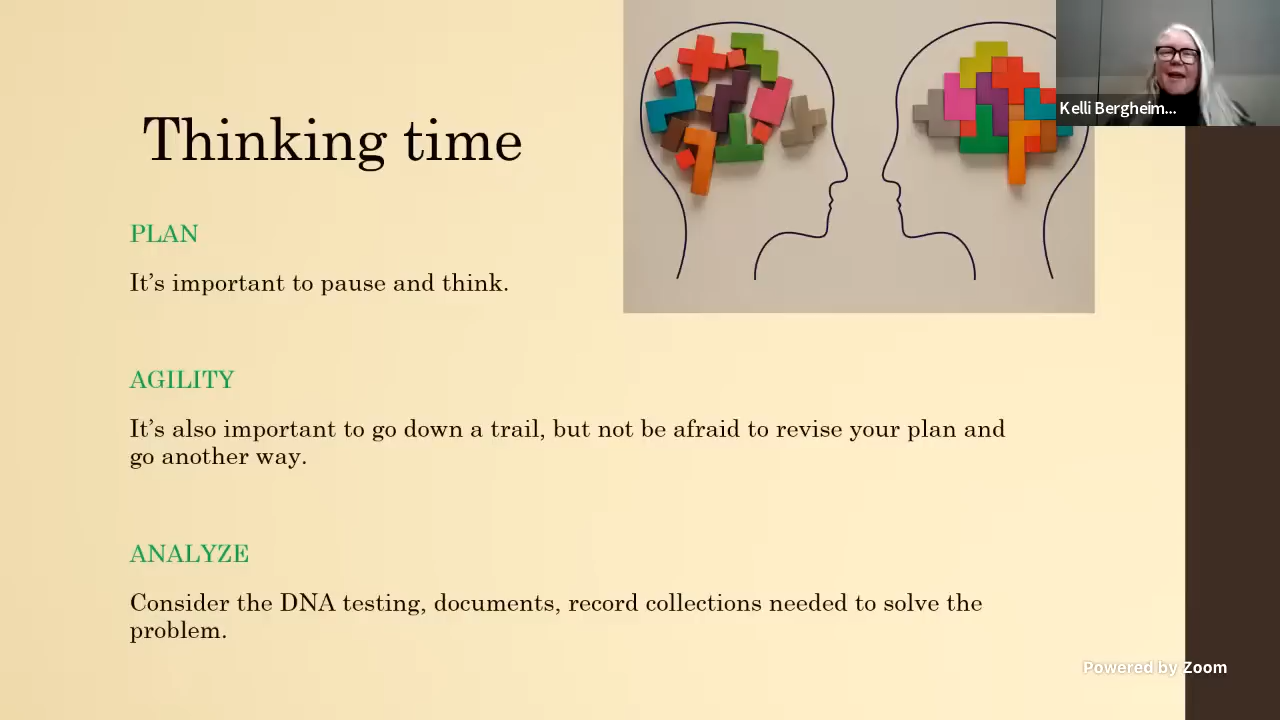 Thinking time
PLAN
It's important to pause and think.
AGILITY
It's also important to go down a trail, but not be afraid to revise your plan and
go another way.
ANALYZE
Consider the DNA testing, documents, record collections needed to solve the
problem.
Kelli Bergheim...
Powered by Zoom